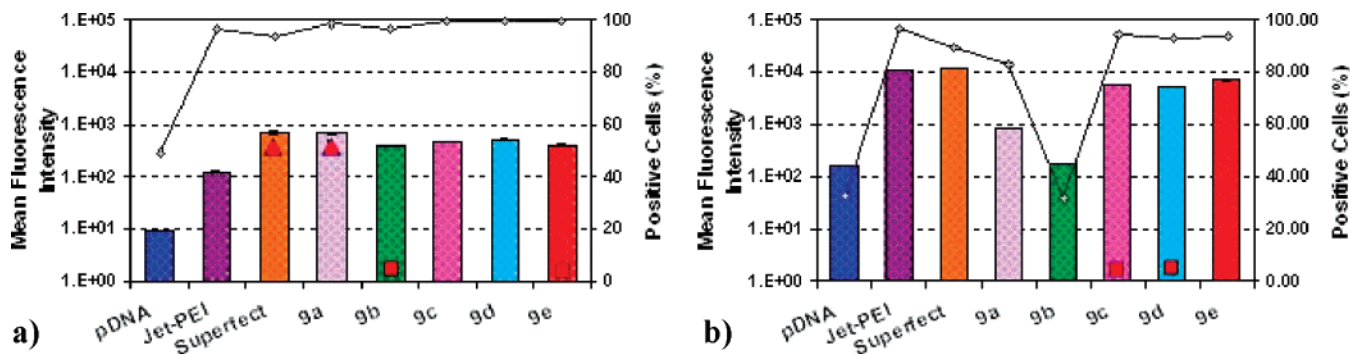 1.E+05
1.E+04
1.E+03
1.E+02
1.E+01
1.E+00
Mean Fluorescence
Intensity
100
80
60
40
20
0
Positive Cells (%)
pDNA
Jet-PEI
Superfect
9a
9b
9c
9d
9e
a)
1.E+05
1.E+04
1.E+03
1.E+02
1.E+01
1.E+00
Mean Fluorescence
Intensity
100.00
80.00
60.00
40.00
20.00
0.00
Positive Cells (%)
pDNA
Jet-PEI
Superfect
9a
9b
9c
9d
9e
b)